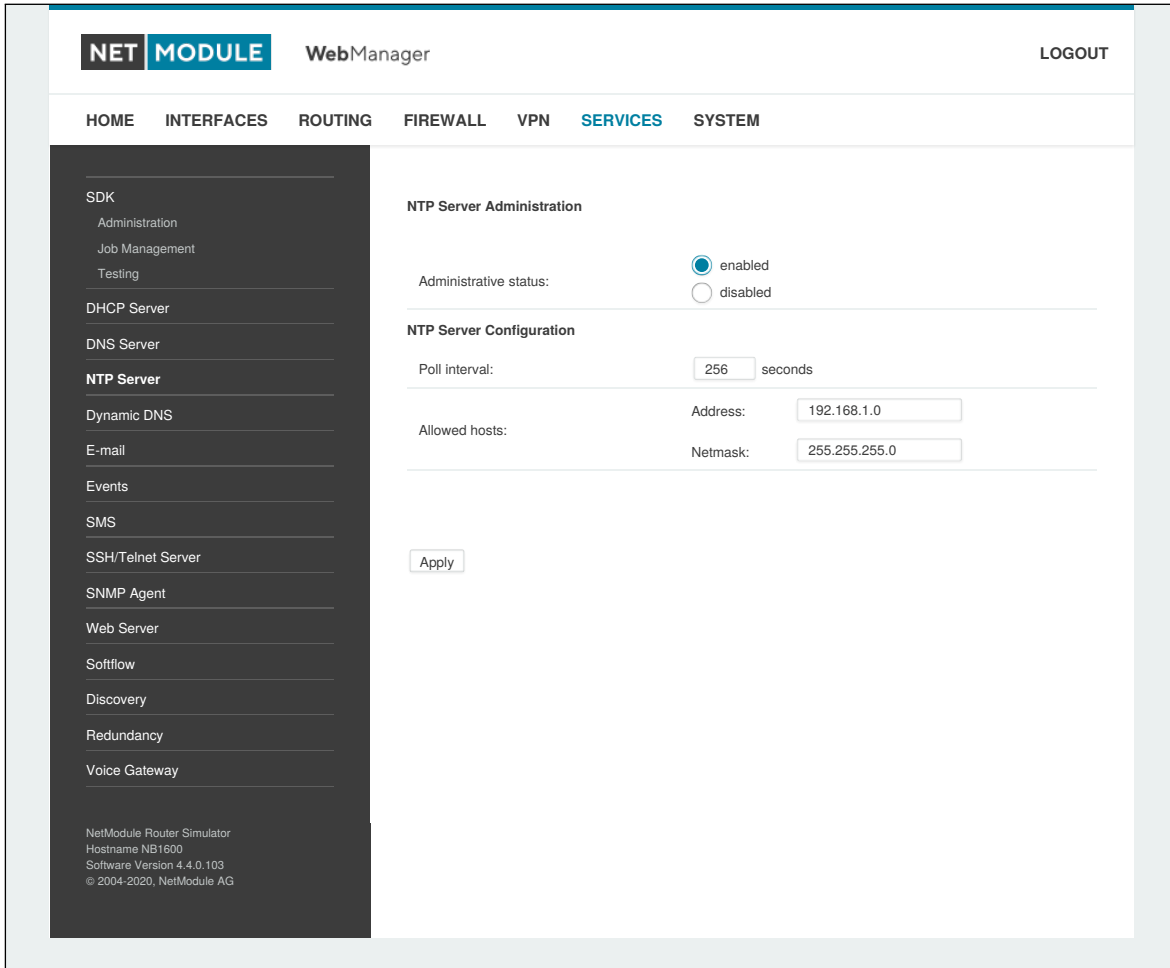 NET MODULE WebManager LOGOUT
HOME INTERFACES ROUTING FIREWALL VPN SERVICES SYSTEM
SDK
Administration
Job Management
Testing
DHCP Server
DNS Server
NTP Server
Dynamic DNS
E-mail
Events
SMS
SSH/Telnet Server
SNMP Agent
Web Server
Softflow
Discovery
Redundancy
Voice Gateway
NetModule Router Simulator
Hostname NB1600
Software Version 4.4.0.103
© 2004-2020, NetModule AG
NTP Server Administration
Administrative status:
enabled
disabled
NTP Server Configuration
Poll interval: 256 seconds
Allowed hosts:
Address: 192.168.1.0
Netmask: 255.255.255.0
Apply